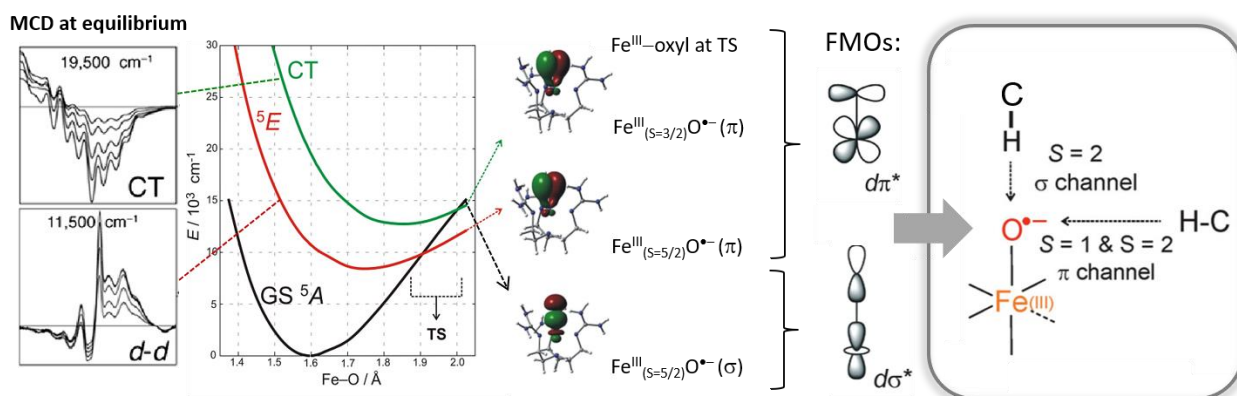 MCD at equilibrium
19,500 cm⁻¹
CT
11,500 cm⁻¹
d-d
E / 10³ cm⁻¹
30
25
20
15
10
5
0
CT
⁵E
GS ⁵A
TS
1.4 1.5 1.6 1.7 1.8 1.9 2.0
Fe–O / Å
Feᴵᴵᴵ–oxyl at TS
Feᴵᴵᴵ(S=3/2)O•– (π)
Feᴵᴵᴵ(S=5/2)O•– (π)
Feᴵᴵᴵ(S=5/2)O•– (σ)
FMOs:
dπ*
dσ*
C
H
S = 2
σ channel
O•–
H-C
S = 1 & S = 2
π channel
Fe(III)